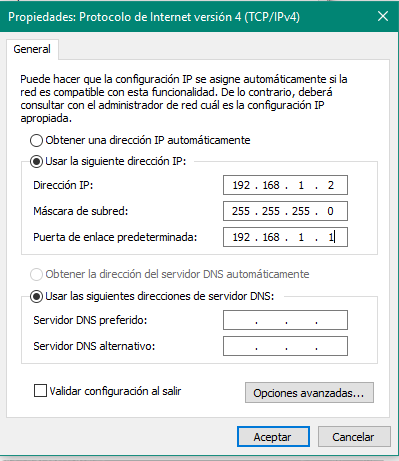 Propiedades: Protocolo de Internet versión 4 (TCP/IPv4)
General
Puede hacer que la configuración IP se asigne automáticamente si la
red es compatible con esta funcionalidad. De lo contrario, deberá
consultar con el administrador de red cuál es la configuración IP
apropiada.
Obtener una dirección IP automáticamente
Usar la siguiente dirección IP:
Dirección IP: 192 . 168 . 1 . 2
Máscara de subred: 255 . 255 . 255 . 0
Puerta de enlace predeterminada: 192 . 168 . 1 . 1
Obtener la dirección del servidor DNS automáticamente
Usar las siguientes direcciones de servidor DNS:
Servidor DNS preferido: . . .
Servidor DNS alternativo: . . .
Validar configuración al salir
Opciones avanzadas...
Aceptar Cancelar